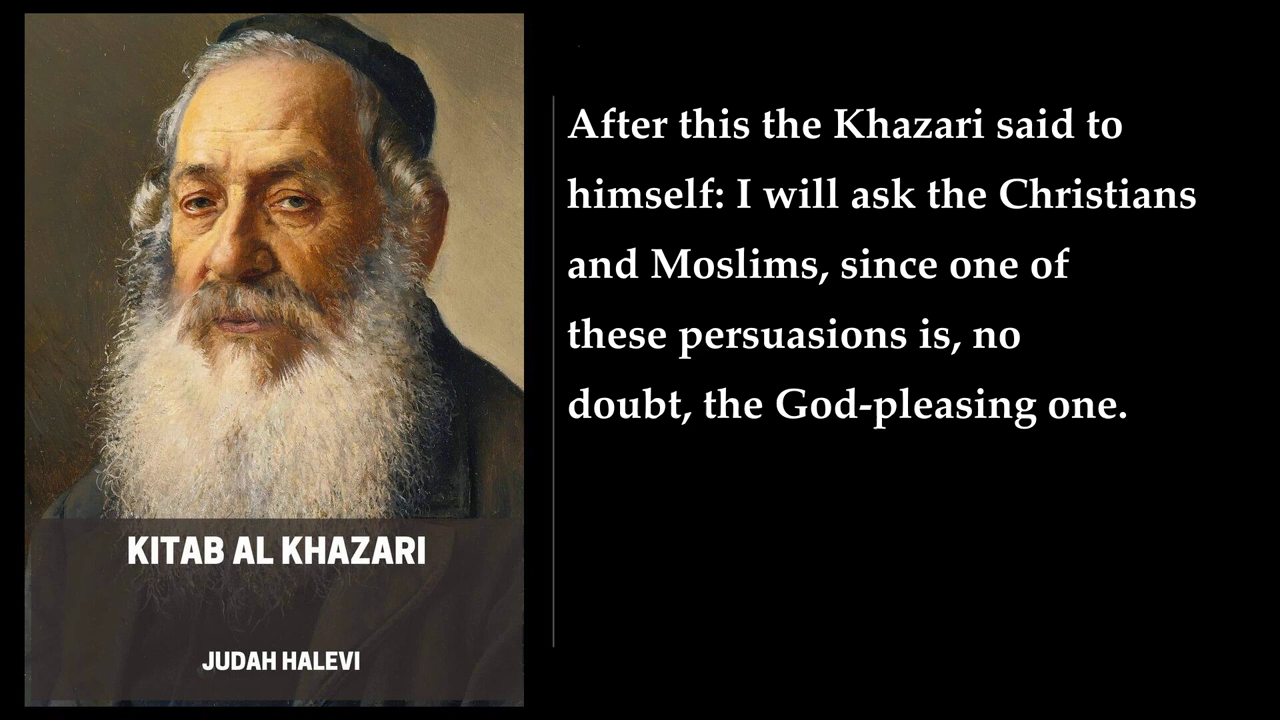 After this the Khazari said to
himself: I will ask the Christians
and Moslims, since one of
these persuasions is, no
doubt, the God-pleasing one.
KITAB AL KHAZARI
JUDAH HALEVI